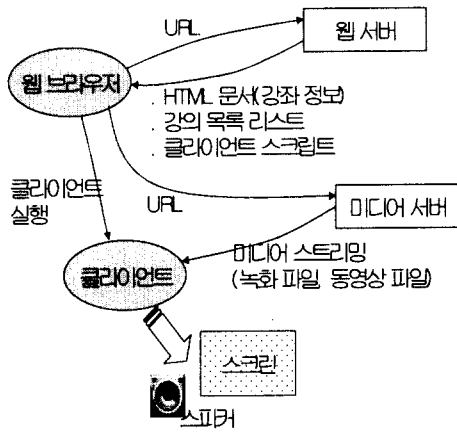 URL
웹 서버
웹 브라우저
. HTML 문서(강좌 정보)
. 강의 목록 리스트
. 클라이언트 스크립트
클라이언트
실행
URL
미디어 서버
클라이언트
미디어 스트리밍
(녹화 파일, 동영상 파일)
스크린
스피커